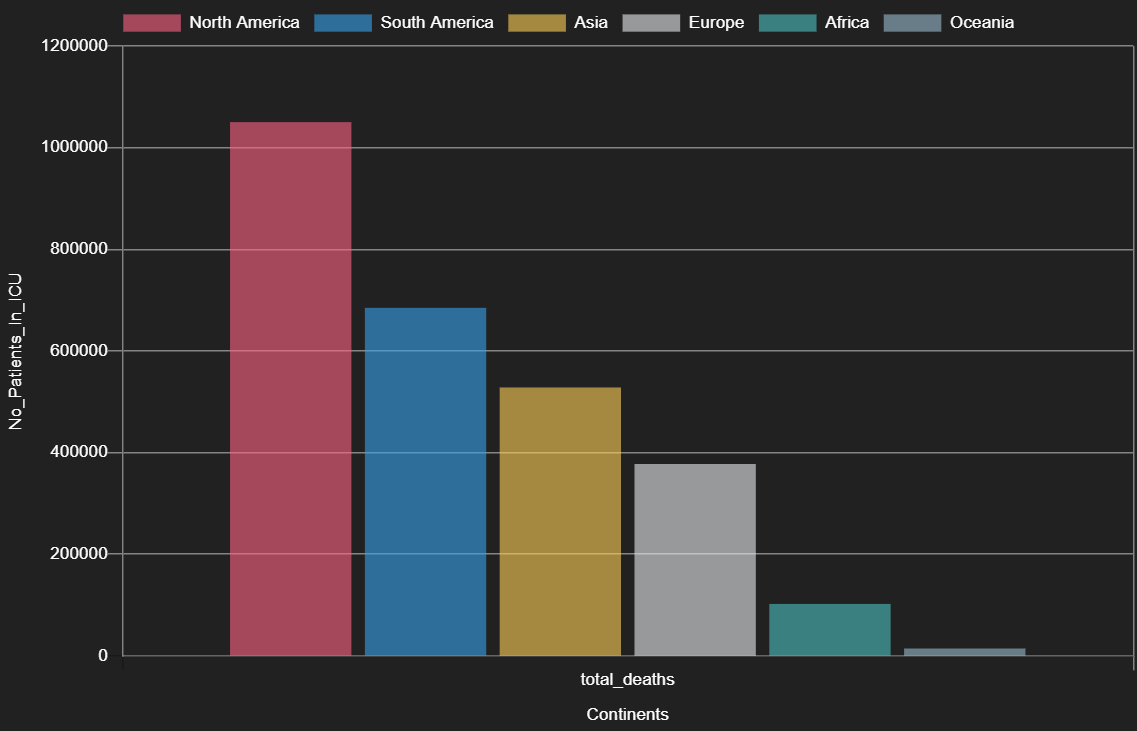 North America South America Asia Europe Africa Oceania
1200000
1000000
800000
600000
400000
200000
0
No_Patients_In_ICU
total_deaths
Continents